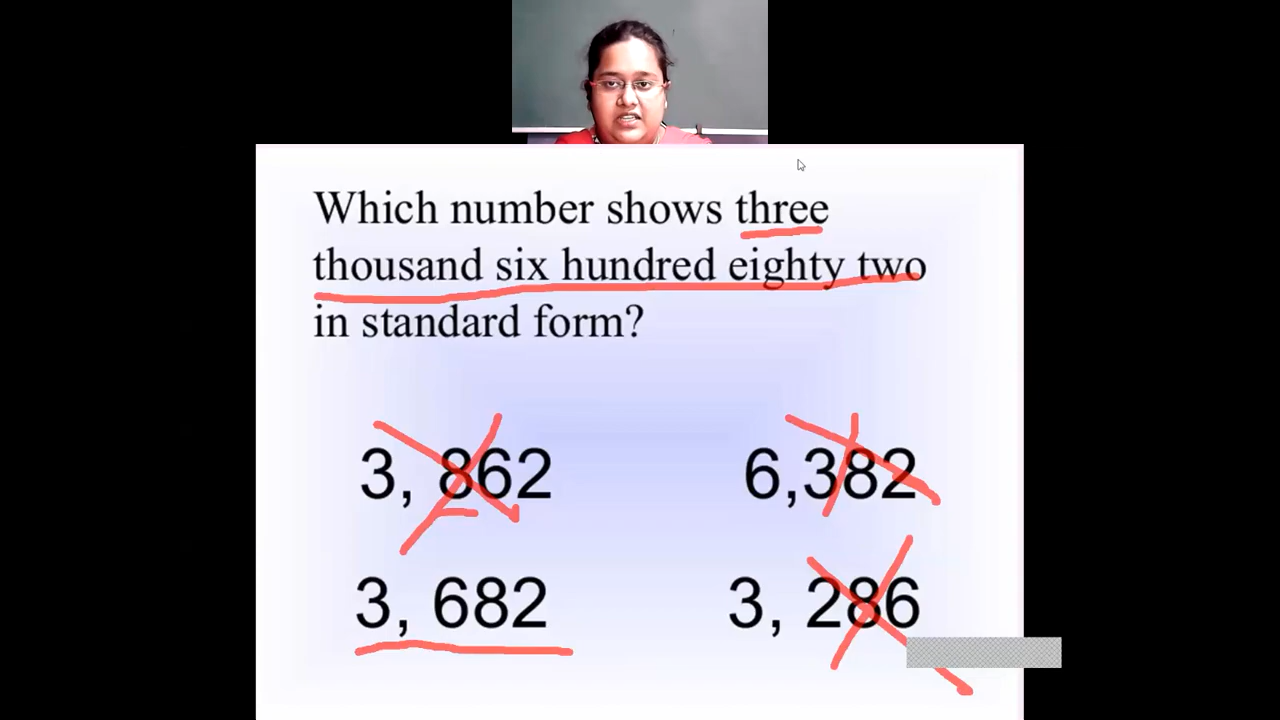 Which number shows three
thousand six hundred eighty two
in standard form?
3, 862
6,382
3, 682
3, 286